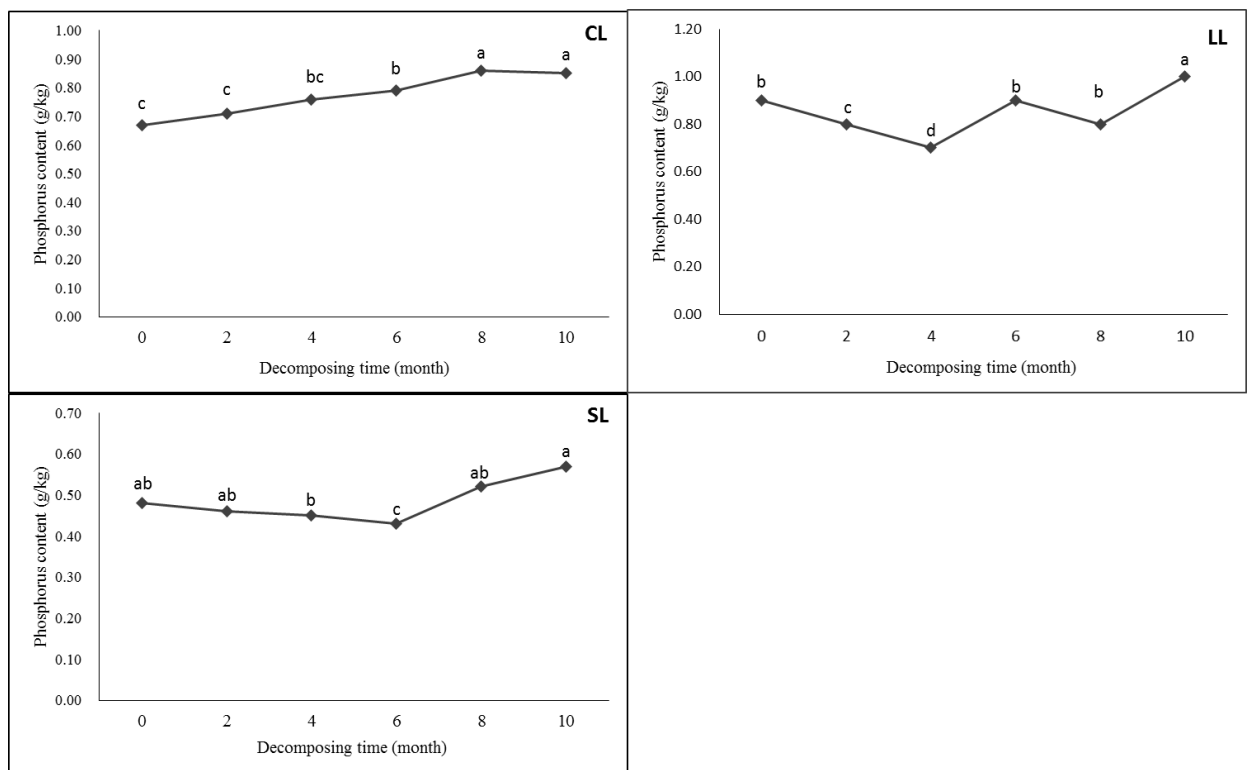 CL
Phosphorus content (g/kg)
1.00
0.90
0.80
0.70
0.60
0.50
0.40
0.30
0.20
0.10
0.00
c
c
bc
b
a
a
0 2 4 6 8 10
Decomposing time (month)
LL
Phosphorus content (g/kg)
1.20
1.00
0.80
0.60
0.40
0.20
0.00
b
c
d
b
b
a
0 2 4 6 8 10
Decomposing time (month)
SL
Phosphorus content (g/kg)
0.70
0.60
0.50
0.40
0.30
0.20
0.10
0.00
ab
ab
b
c
ab
a
0 2 4 6 8 10
Decomposing time (month)